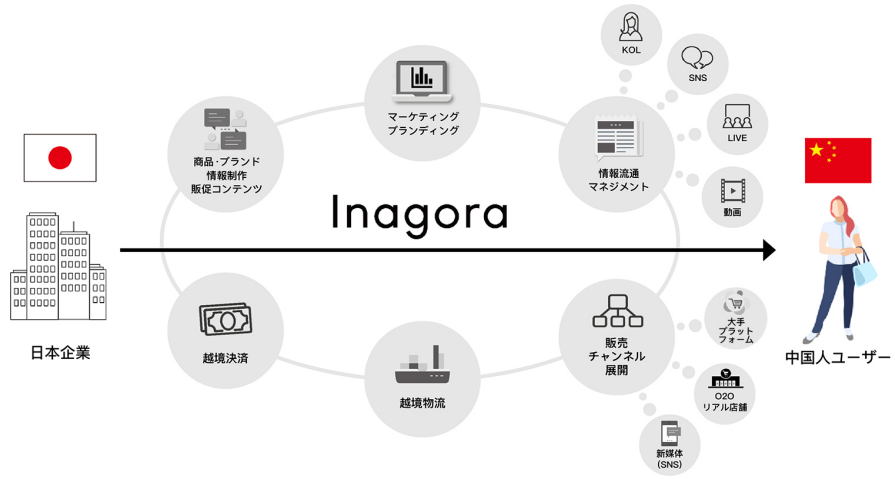 KOL
SNS
マーケティング
ブランディング
LIVE
商品・ブランド
情報制作
販促コンテンツ
情報流通
マネジメント
動画
Inagora
日本企業
中国人ユーザー
越境決済
越境物流
販売
チャンネル
展開
大手
プラット
フォーム
O2O
リアル店舗
新媒体
(SNS)